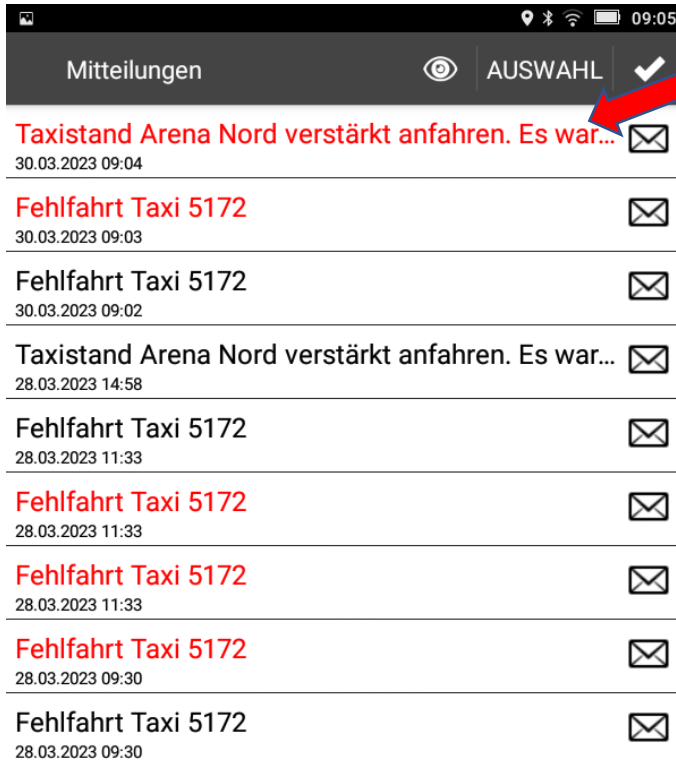 09:05
Mitteilungen AUSWAHL
Taxistand Arena Nord verstärkt anfahren. Es war...
30.03.2023 09:04
Fehlfahrt Taxi 5172
30.03.2023 09:03
Fehlfahrt Taxi 5172
30.03.2023 09:02
Taxistand Arena Nord verstärkt anfahren. Es war...
28.03.2023 14:58
Fehlfahrt Taxi 5172
28.03.2023 11:33
Fehlfahrt Taxi 5172
28.03.2023 11:33
Fehlfahrt Taxi 5172
28.03.2023 11:33
Fehlfahrt Taxi 5172
28.03.2023 09:30
Fehlfahrt Taxi 5172
28.03.2023 09:30